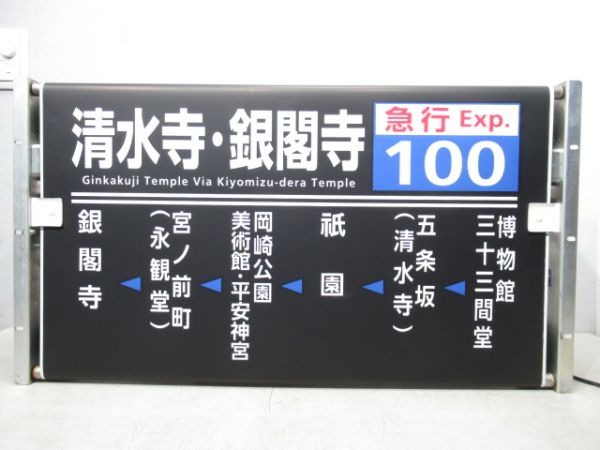 清水寺・銀閣寺
Ginkakuji Temple Via Kiyomizu-dera Temple
急行 Exp.
100
博物館
三十三間堂
五条坂
(清水寺)
祇園
岡崎公園
美術館・平安神宮
宮ノ前町
(永観堂)
銀閣寺